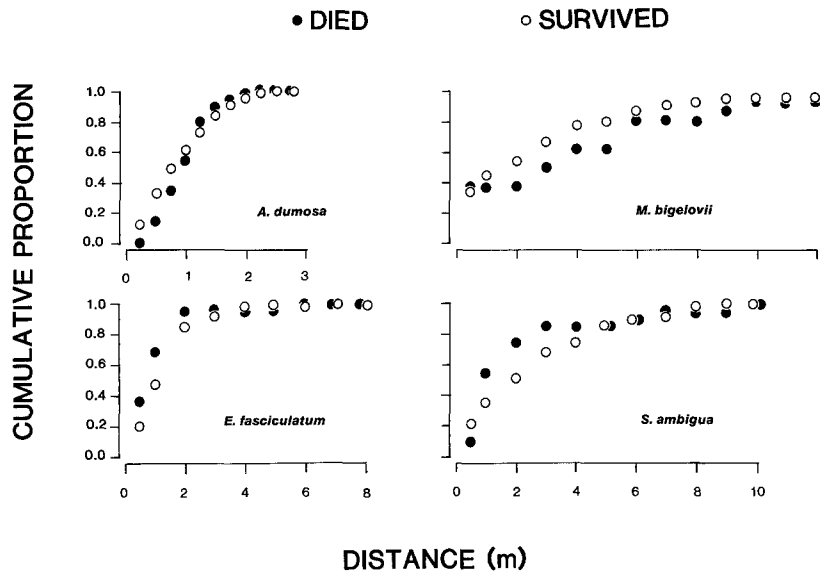 DIED
SURVIVED
CUMULATIVE PROPORTION
1.0
0.8
0.6
0.4
0.2
0.0
A. dumosa
0 1 2 3
M. bigelovii
1.0
0.8
0.6
0.4
0.2
0.0
E. fasciculatum
0 2 4 6 8
S. ambigua
0 2 4 6 8 10
DISTANCE (m)